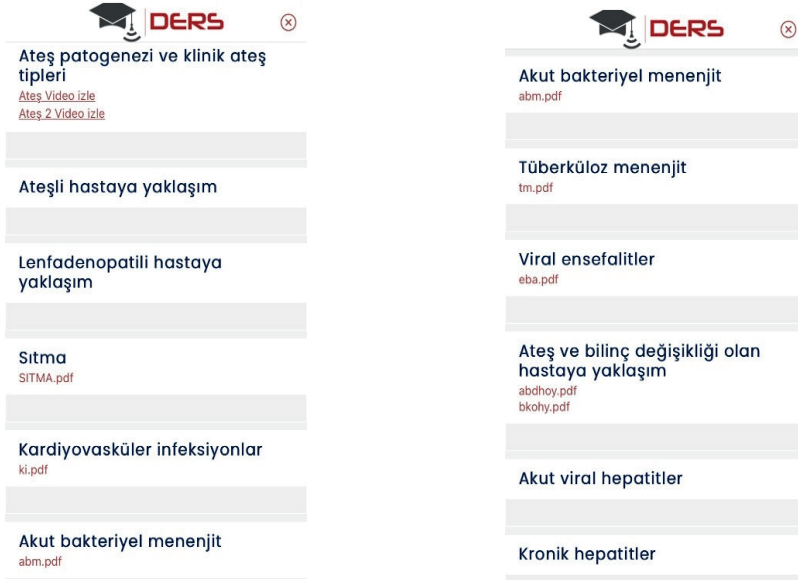 DERS
Ateş patogenezi ve klinik ateş
tipleri
Ateş Video izle
Ateş 2 Video izle
Ateşli hastaya yaklaşım
Lenfadenopatili hastaya
yaklaşım
Sıtma
SITMA.pdf
Kardiyovasküler infeksiyonlar
ki.pdf
Akut bakteriyel menenjit
abm.pdf
DERS
Akut bakteriyel menenjit
abm.pdf
Tüberküloz menenjit
tm.pdf
Viral ensefalitler
eba.pdf
Ateş ve bilinç değişikliği olan
hastaya yaklaşım
abdhoy.pdf
bkohy.pdf
Akut viral hepatitler
Kronik hepatitler